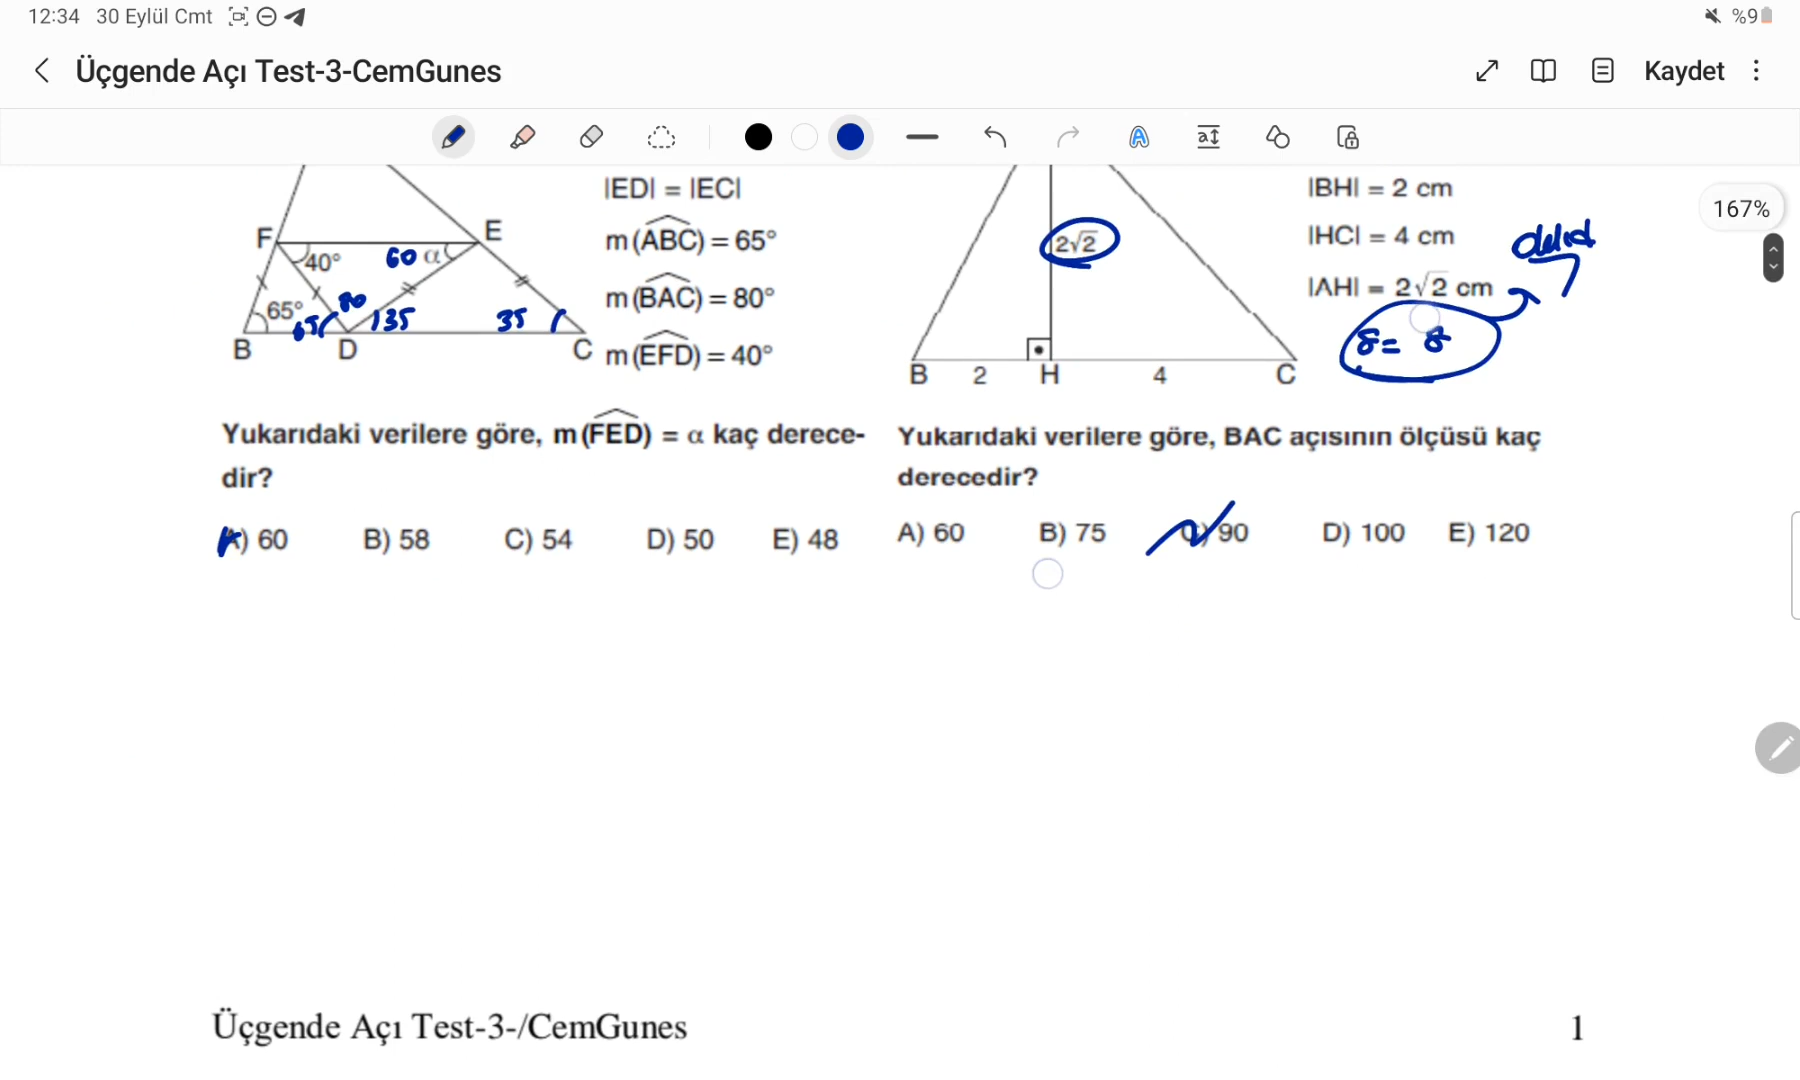 12:34 30 Eylül Cmt
%9
Üçgende Açı Test-3-CemGunes
Kaydet
167%
|ED| = |EC|
m(ABC) = 65°
m(BAC) = 80°
m(EFD) = 40°
F
E
40°
60 α
65°
65
80
135
35
B
D
C
Yukarıdaki verilere göre, m(FED) = α kaç derece-
dir?
A) 60 B) 58 C) 54 D) 50 E) 48
|BH| = 2 cm
|HC| = 4 cm
|AH| = 2√2 cm
2√2
8 = 8
B 2 H 4 C
Yukarıdaki verilere göre, BAC açısının ölçüsü kaç
derecedir?
A) 60 B) 75 C) 90 D) 100 E) 120
Üçgende Açı Test-3-/CemGunes
1